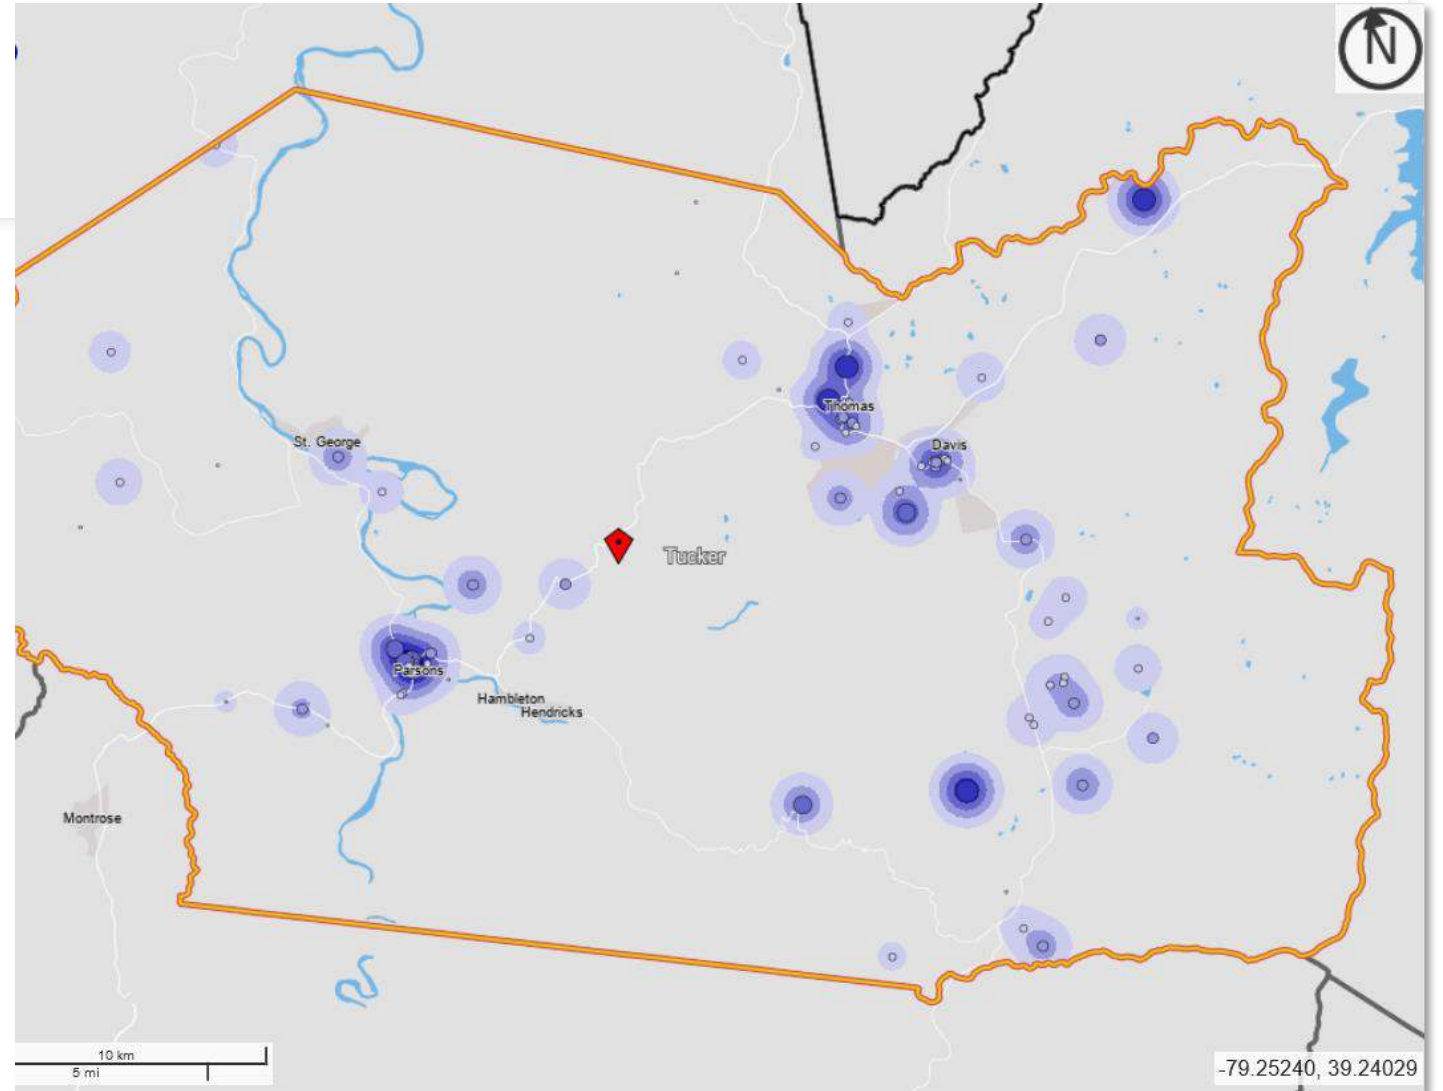 N
Thomas
St. George
Davis
Tucker
Parsons
Hambleton
Hendricks
Montrose
10 km
5 mi
-79.25240, 39.24029